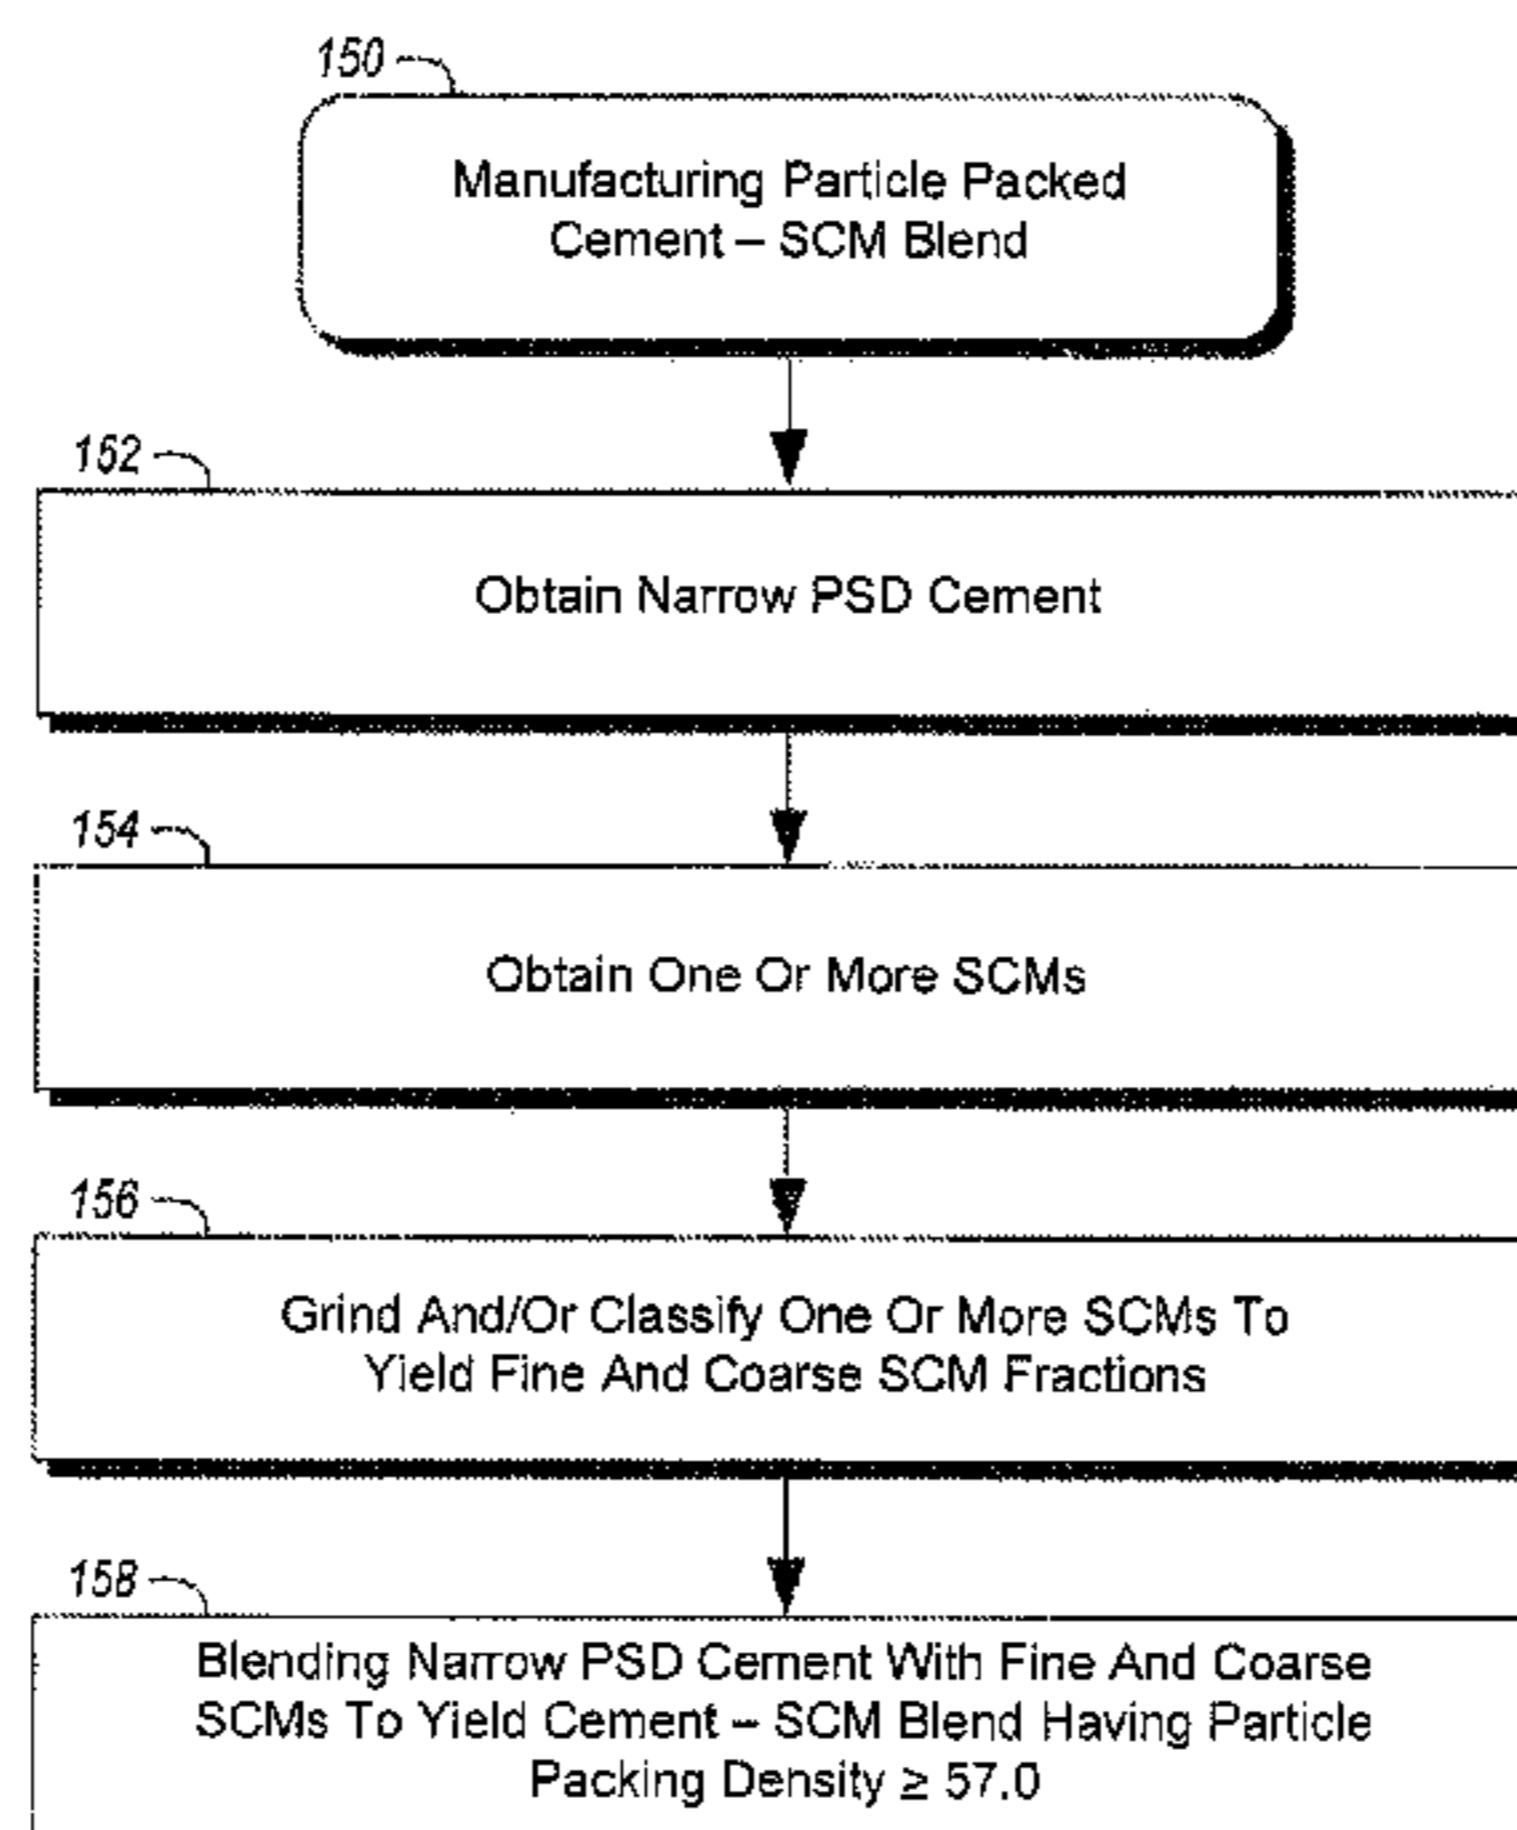 150
Manufacturing Particle Packed
Cement – SCM Blend
152
Obtain Narrow PSD Cement
154
Obtain One Or More SCMs
156
Grind And/Or Classify One Or More SCMs To
Yield Fine And Coarse SCM Fractions
158
Blending Narrow PSD Cement With Fine And Coarse
SCMs To Yield Cement – SCM Blend Having Particle
Packing Density ≥ 57.0